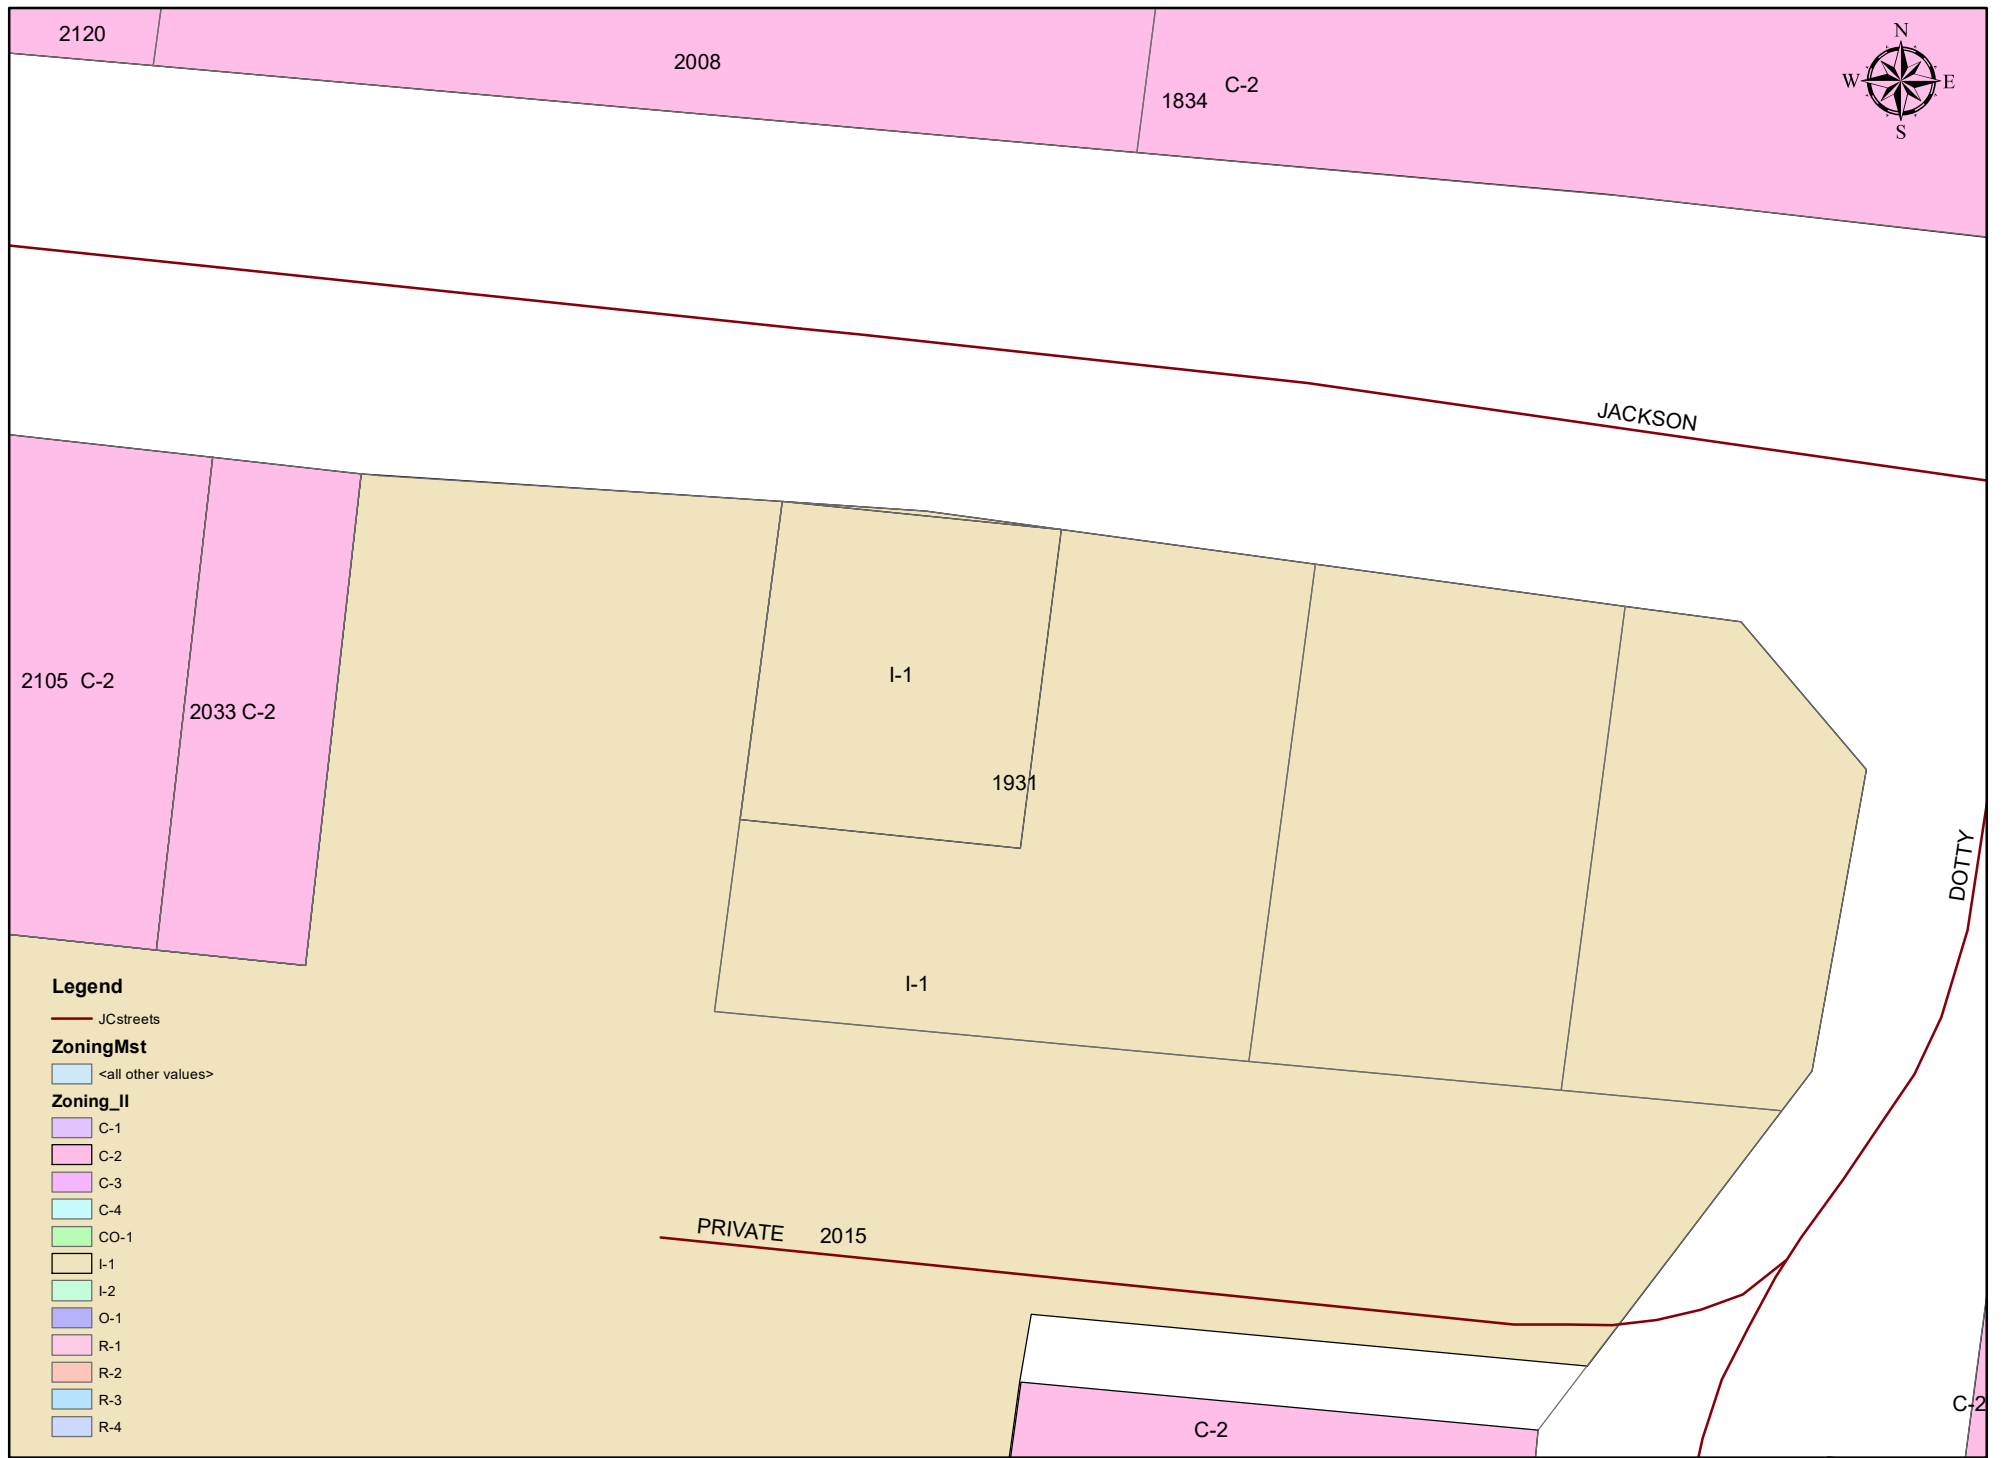 2120
2008
1834
C-2
N
W
E
S
JACKSON
2105 C-2
2033 C-2
I-1
1931
DOTTY
I-1
PRIVATE
2015
C-2
C-2
Legend
JCstreets
ZoningMst
<all other values>
Zoning_II
C-1
C-2
C-3
C-4
CO-1
I-1
I-2
O-1
R-1
R-2
R-3
R-4